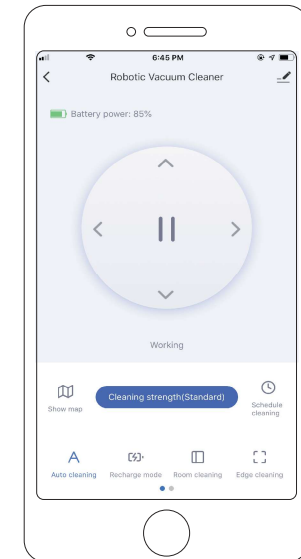 6:45 PM
Robotic Vacuum Cleaner
Battery power: 85%
Working
Show map
Cleaning strength(Standard)
Schedule
cleaning
Auto cleaning
Recharge mode
Room cleaning
Edge cleaning